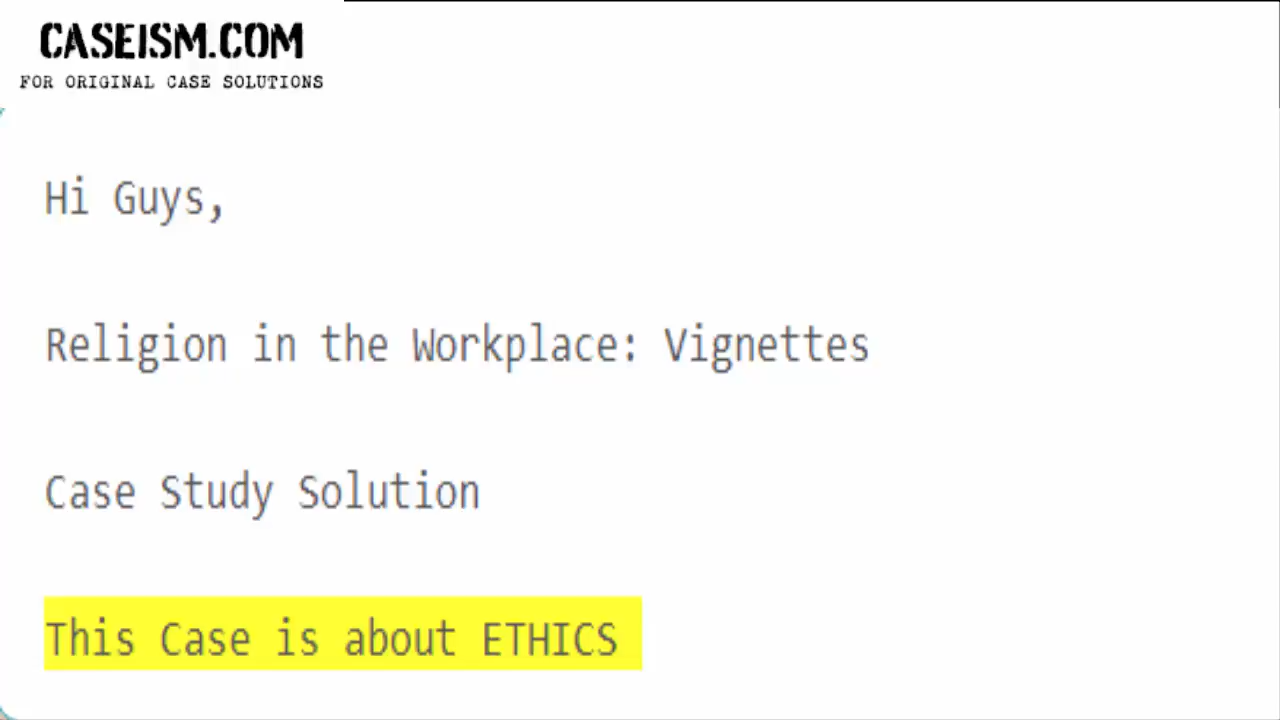 CASEISM.COM
FOR ORIGINAL CASE SOLUTIONS
Hi Guys,
Religion in the Workplace: Vignettes
Case Study Solution
This Case is about ETHICS